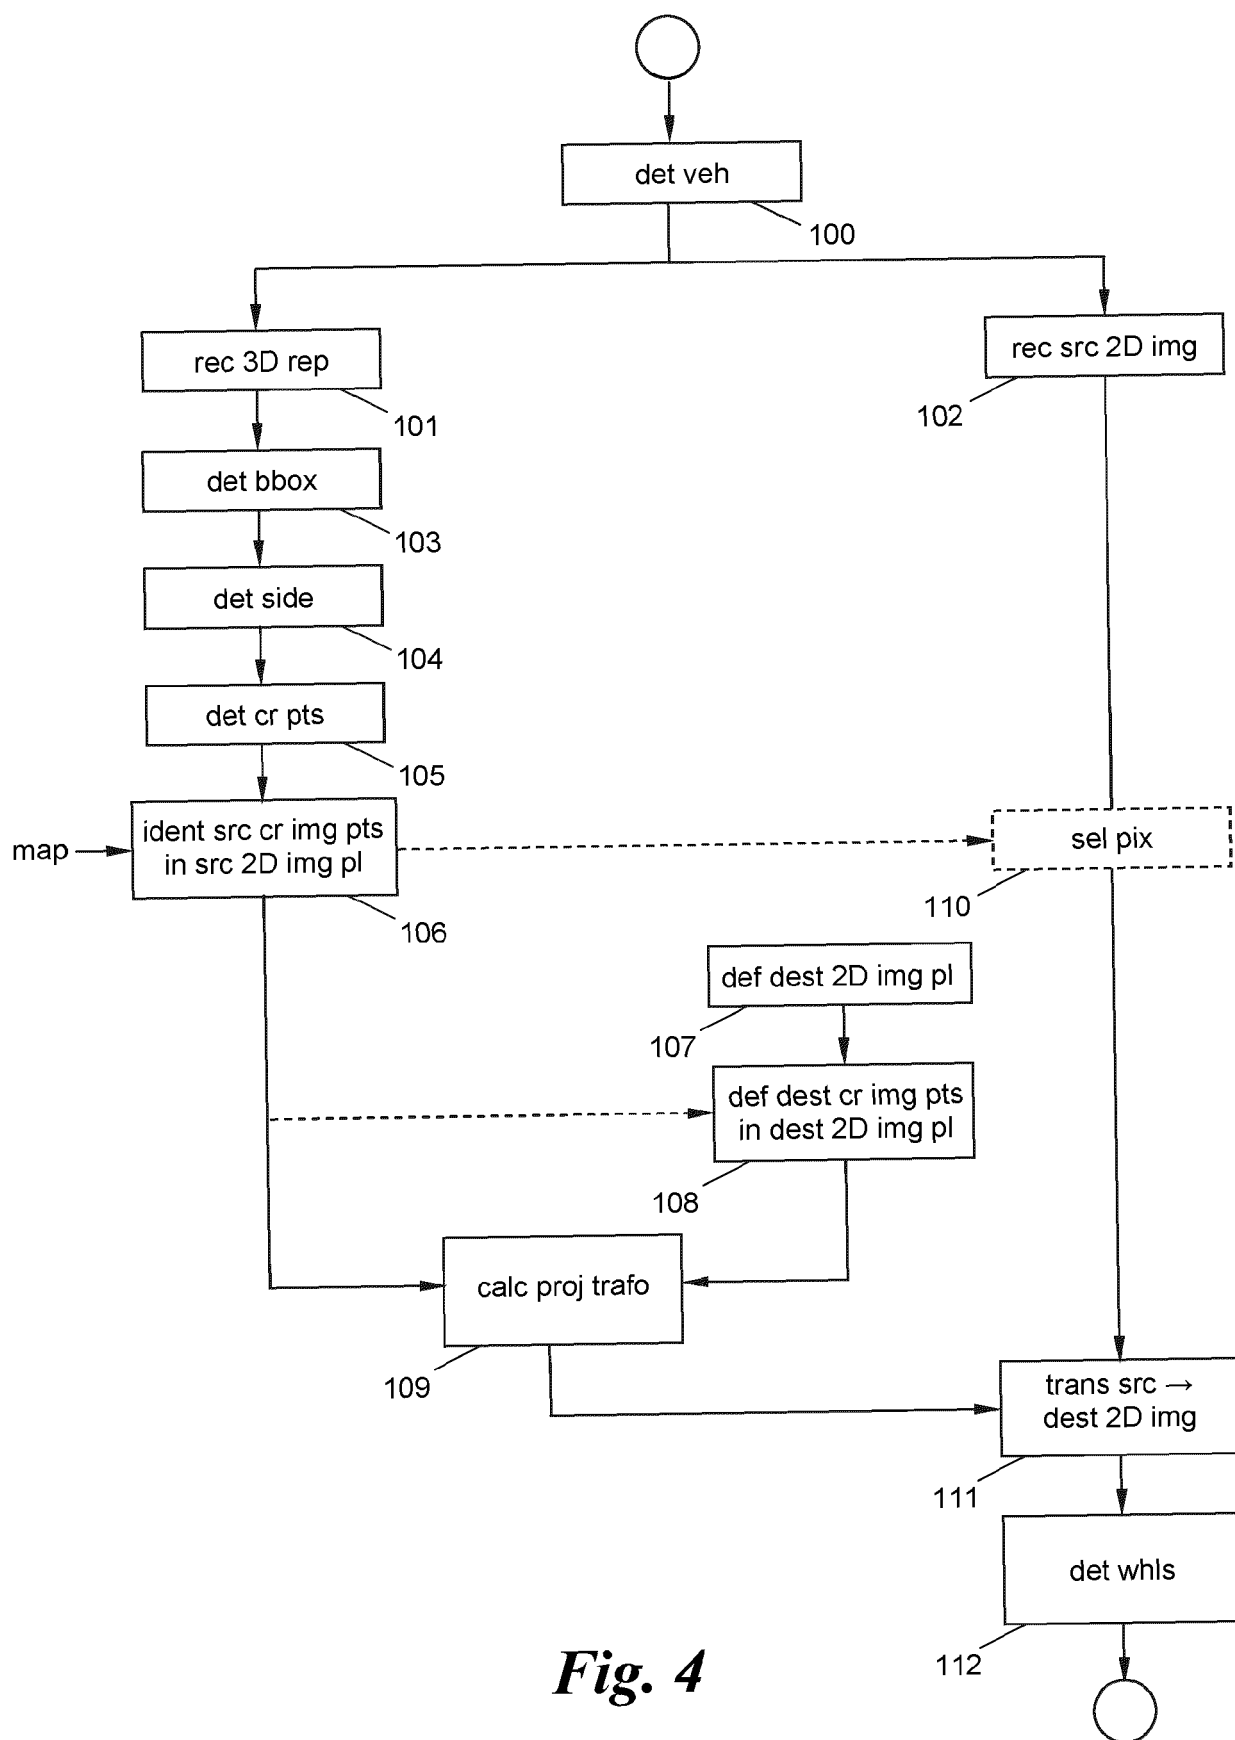 det veh
100
rec 3D rep
101
rec src 2D img
102
det bbox
103
det side
104
det cr pts
105
map
ident src cr img pts
in src 2D img pl
106
sel pix
110
def dest 2D img pl
107
def dest cr img pts
in dest 2D img pl
108
calc proj trafo
109
trans src →
dest 2D img
111
det whls
112
Fig. 4